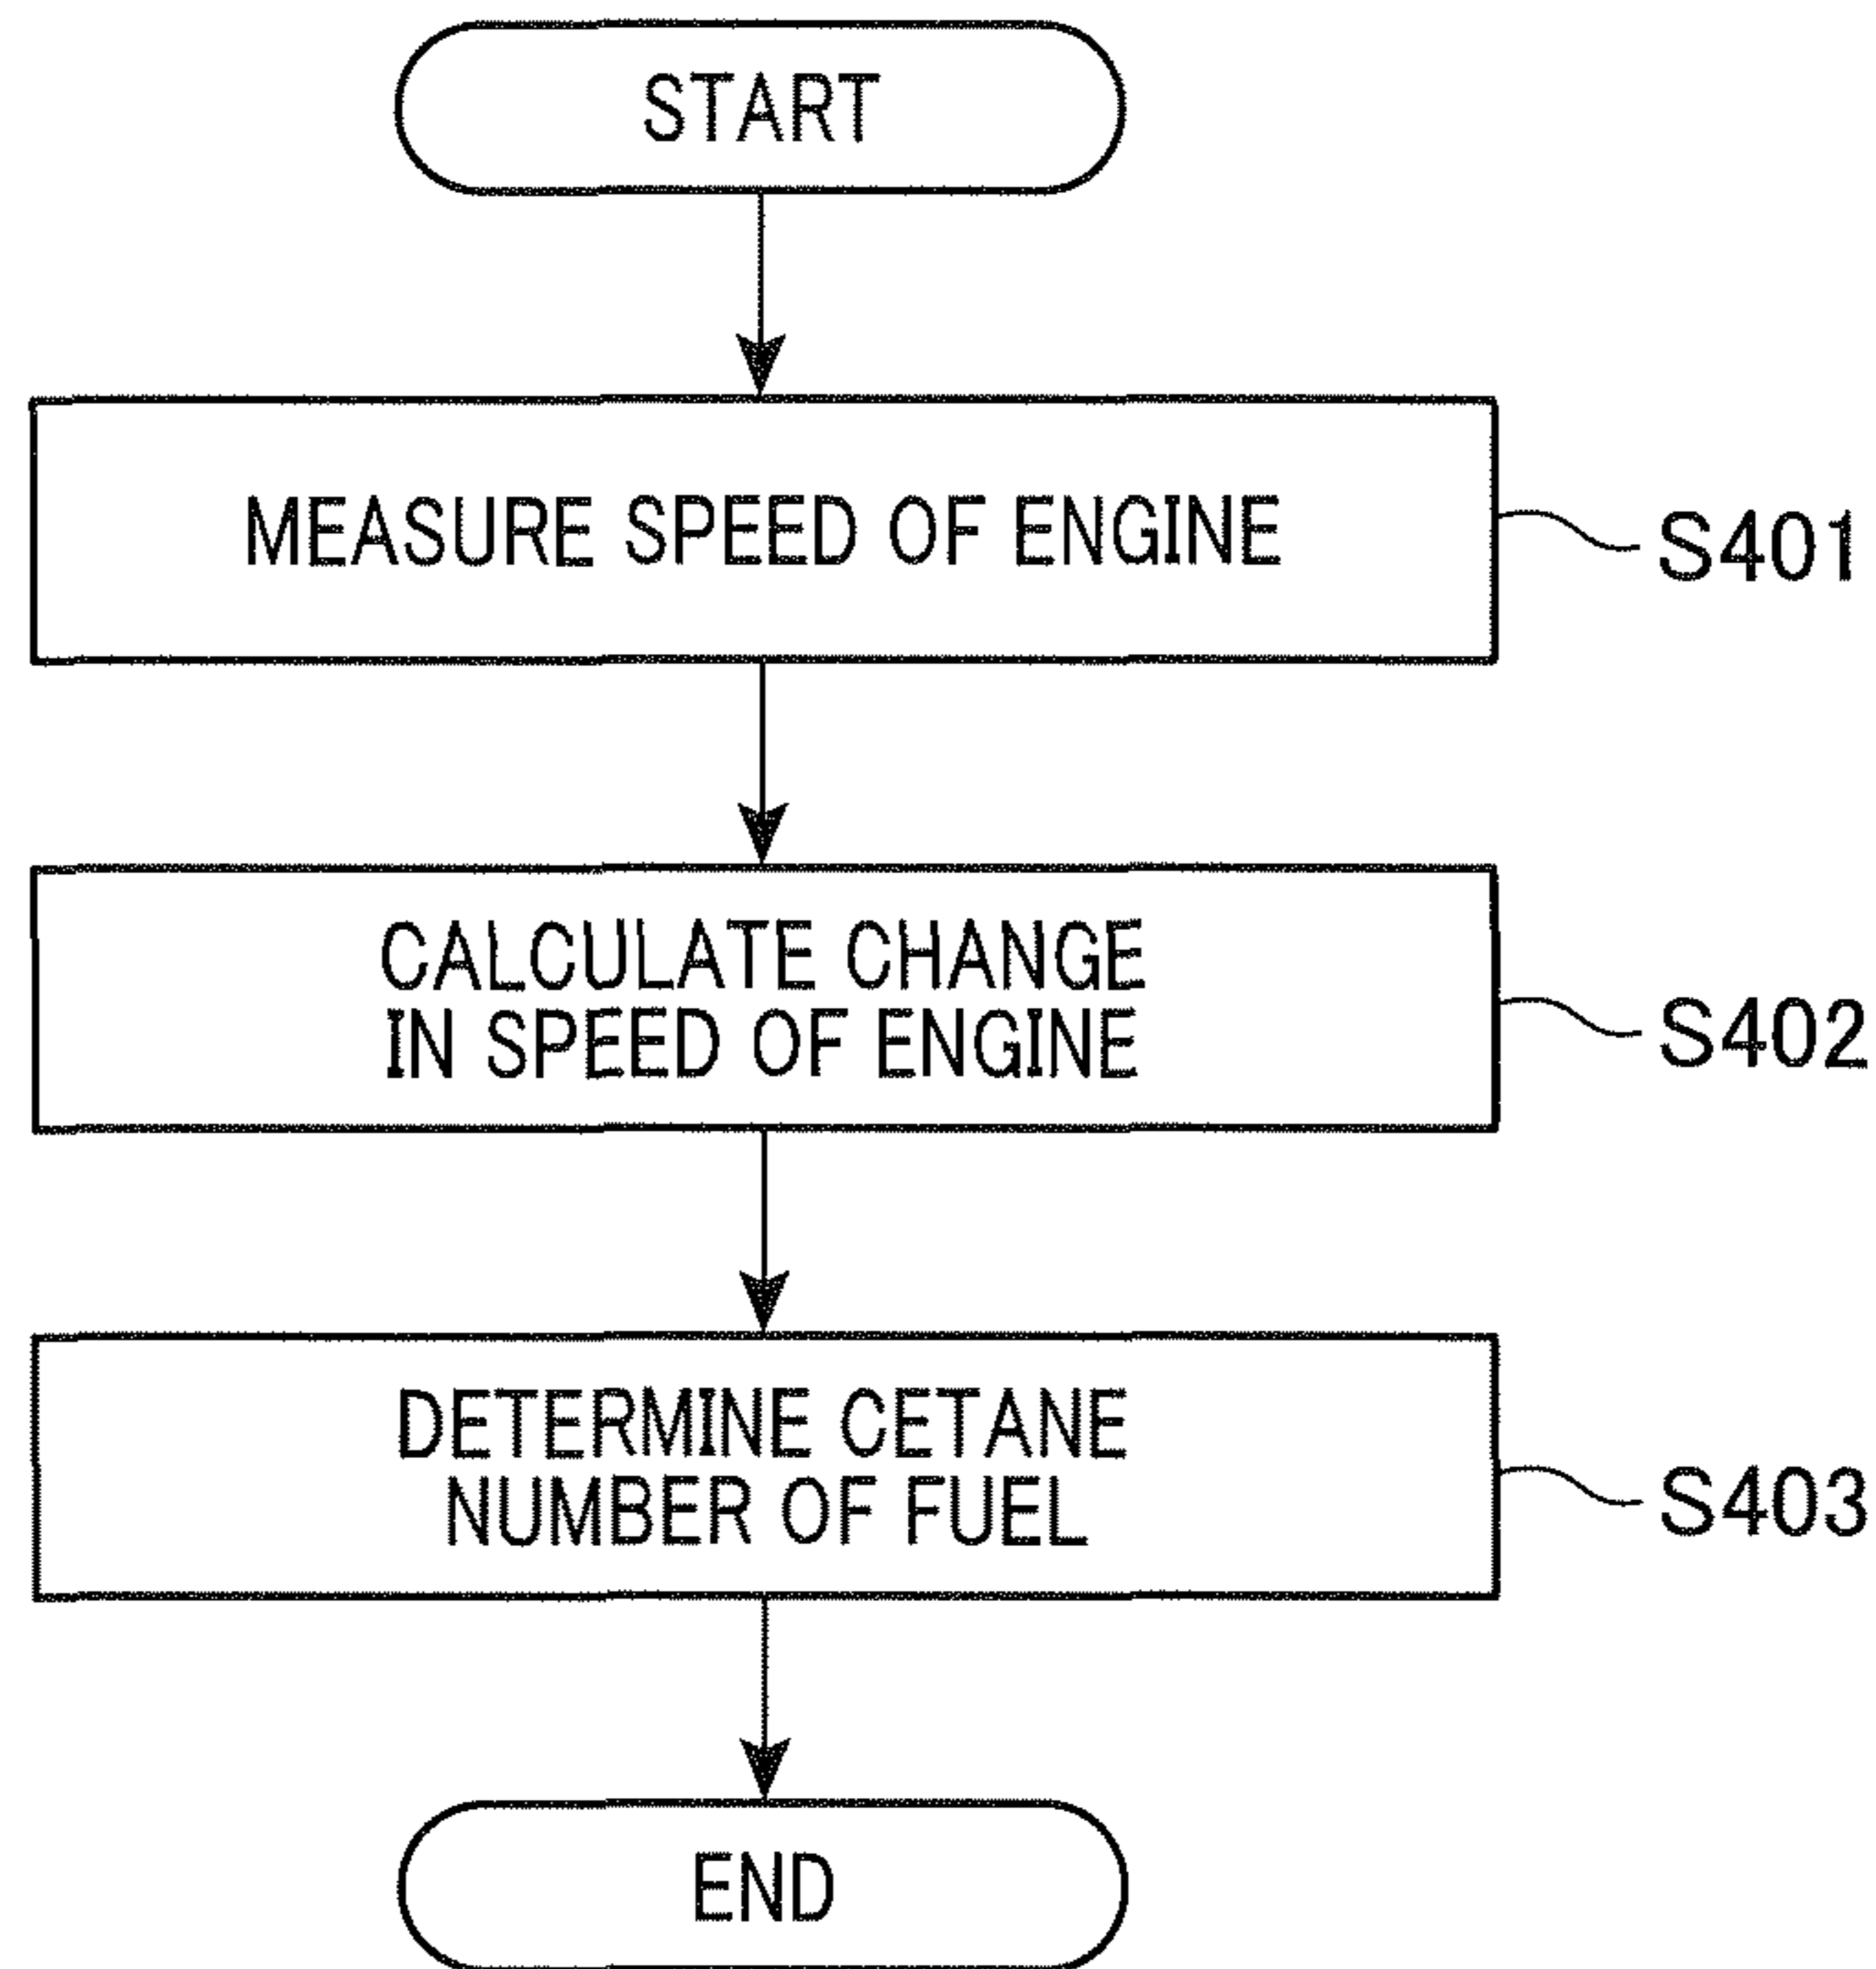 START
MEASURE SPEED OF ENGINE
S401
CALCULATE CHANGE
IN SPEED OF ENGINE
S402
DETERMINE CETANE
NUMBER OF FUEL
S403
END